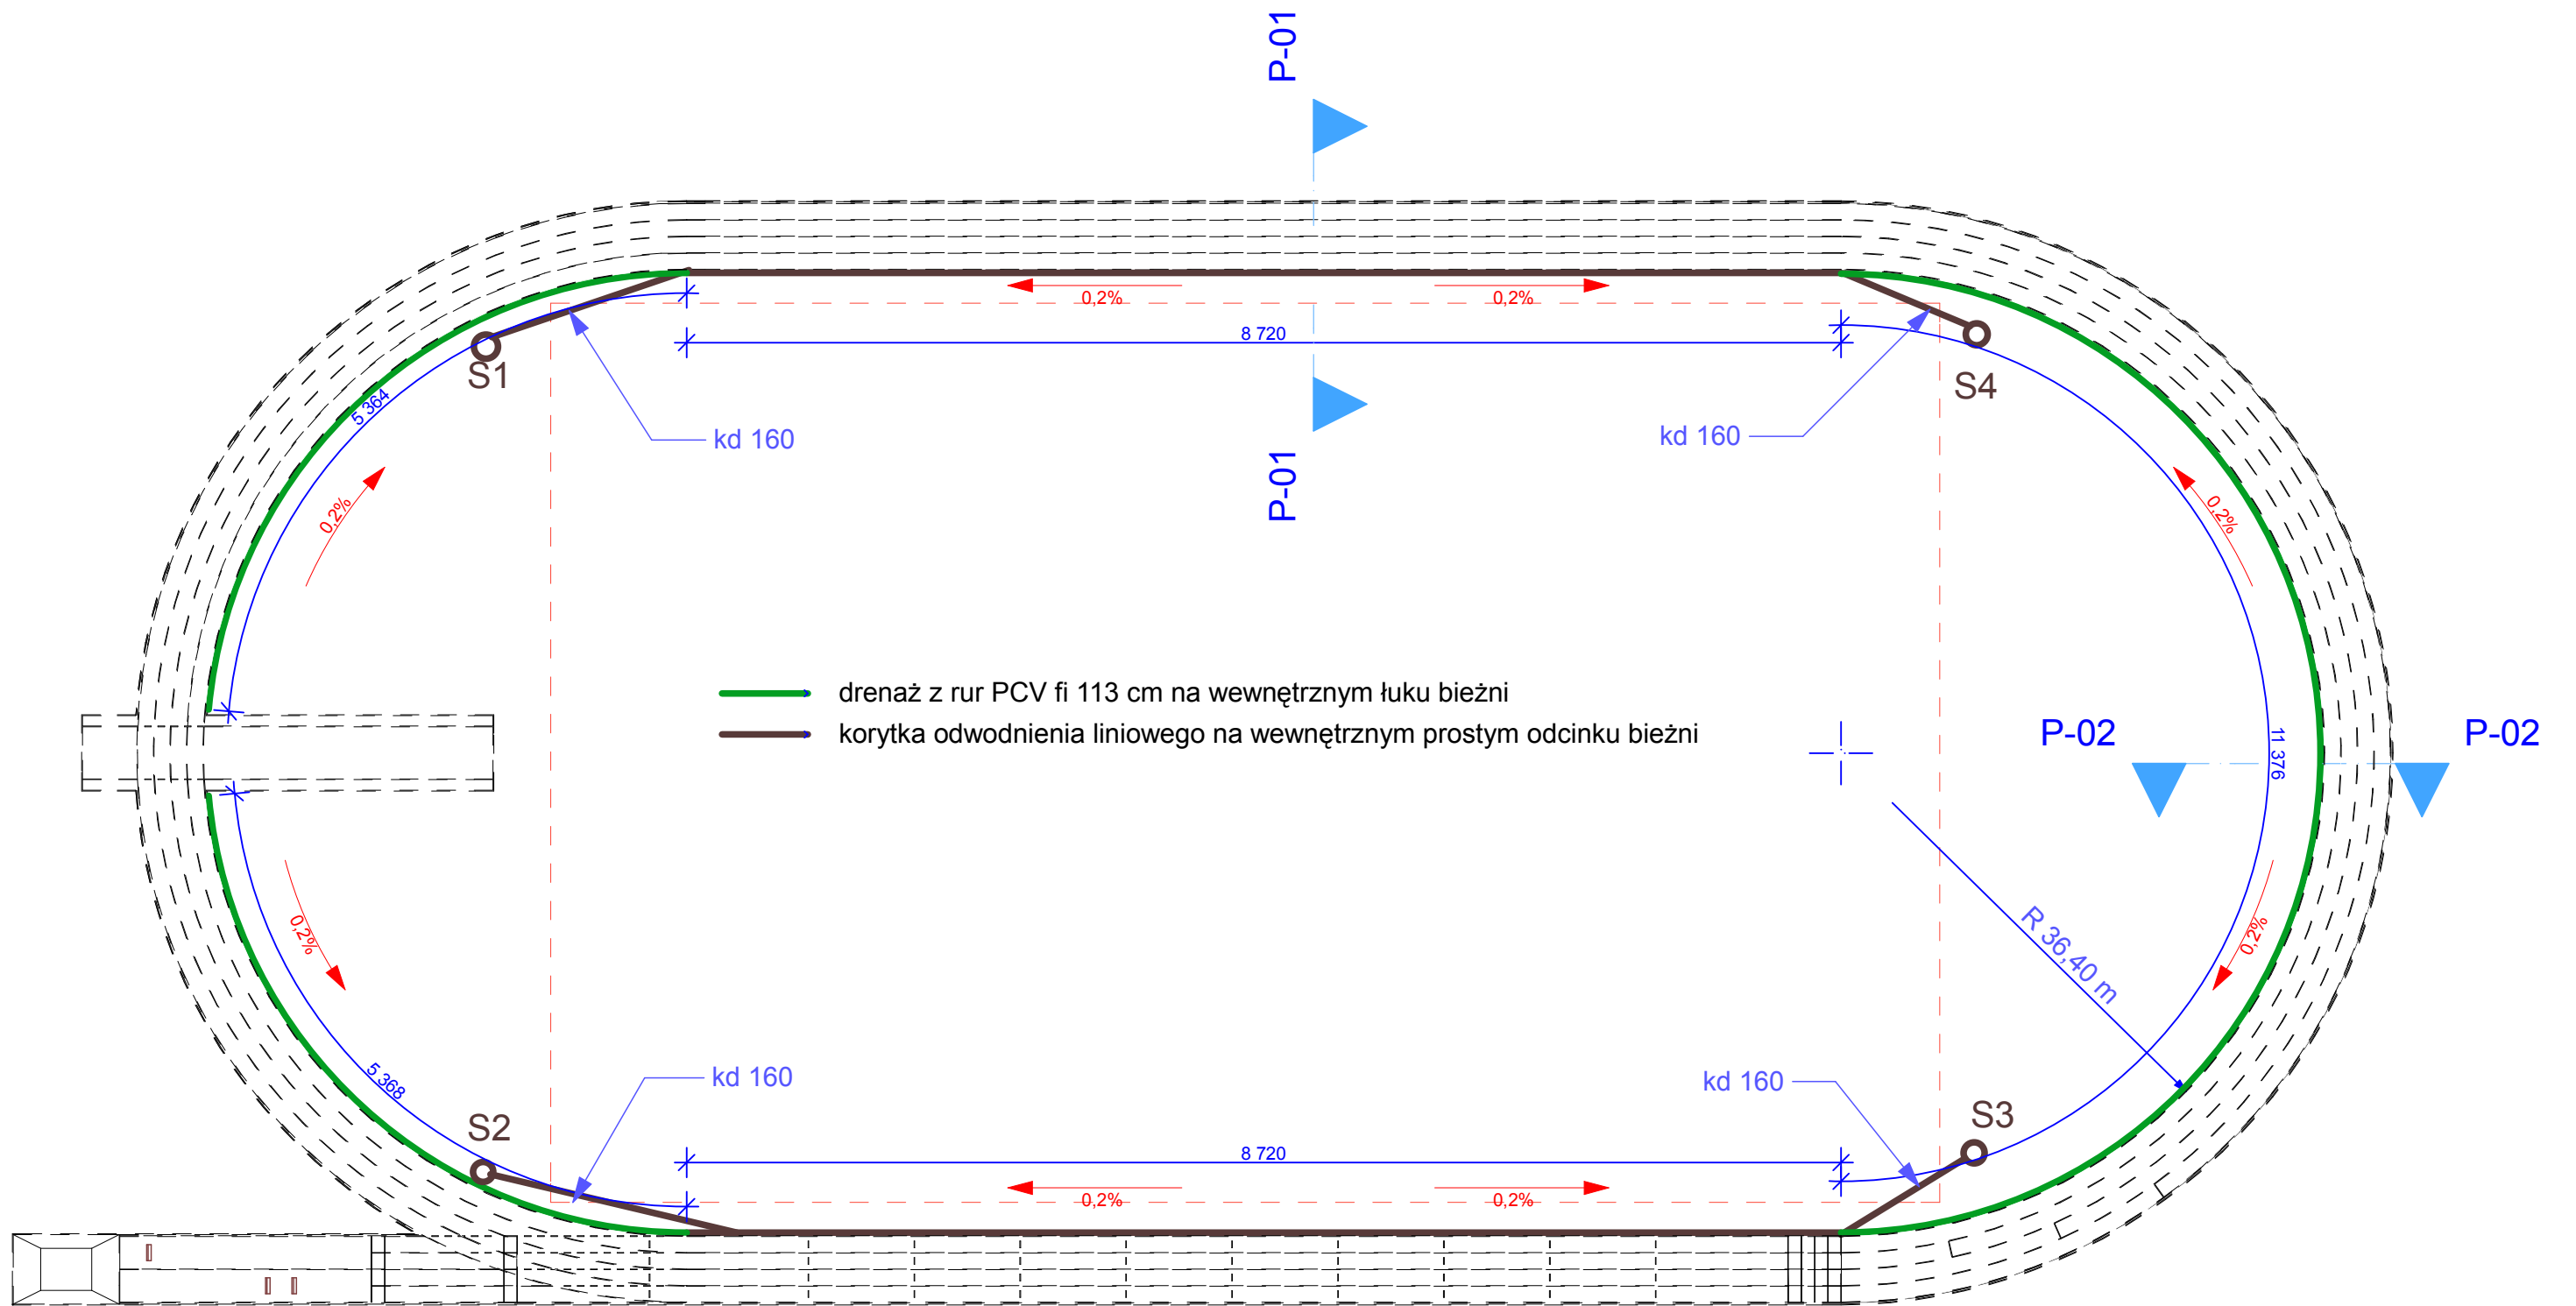 P-01
0,2%
0,2%
8 720
S1
S4
5 364
kd 160
kd 160
P-01
0,2%
0,2%
drenaż z rur PCV fi 113 cm na wewnętrznym łuku bieżni
korytka odwodnienia liniowego na wewnętrznym prostym odcinku bieżni
P-02
P-02
11 376
0,2%
0,2%
R 36,40 m
5 368
kd 160
kd 160
S2
S3
8 720
0,2%
0,2%